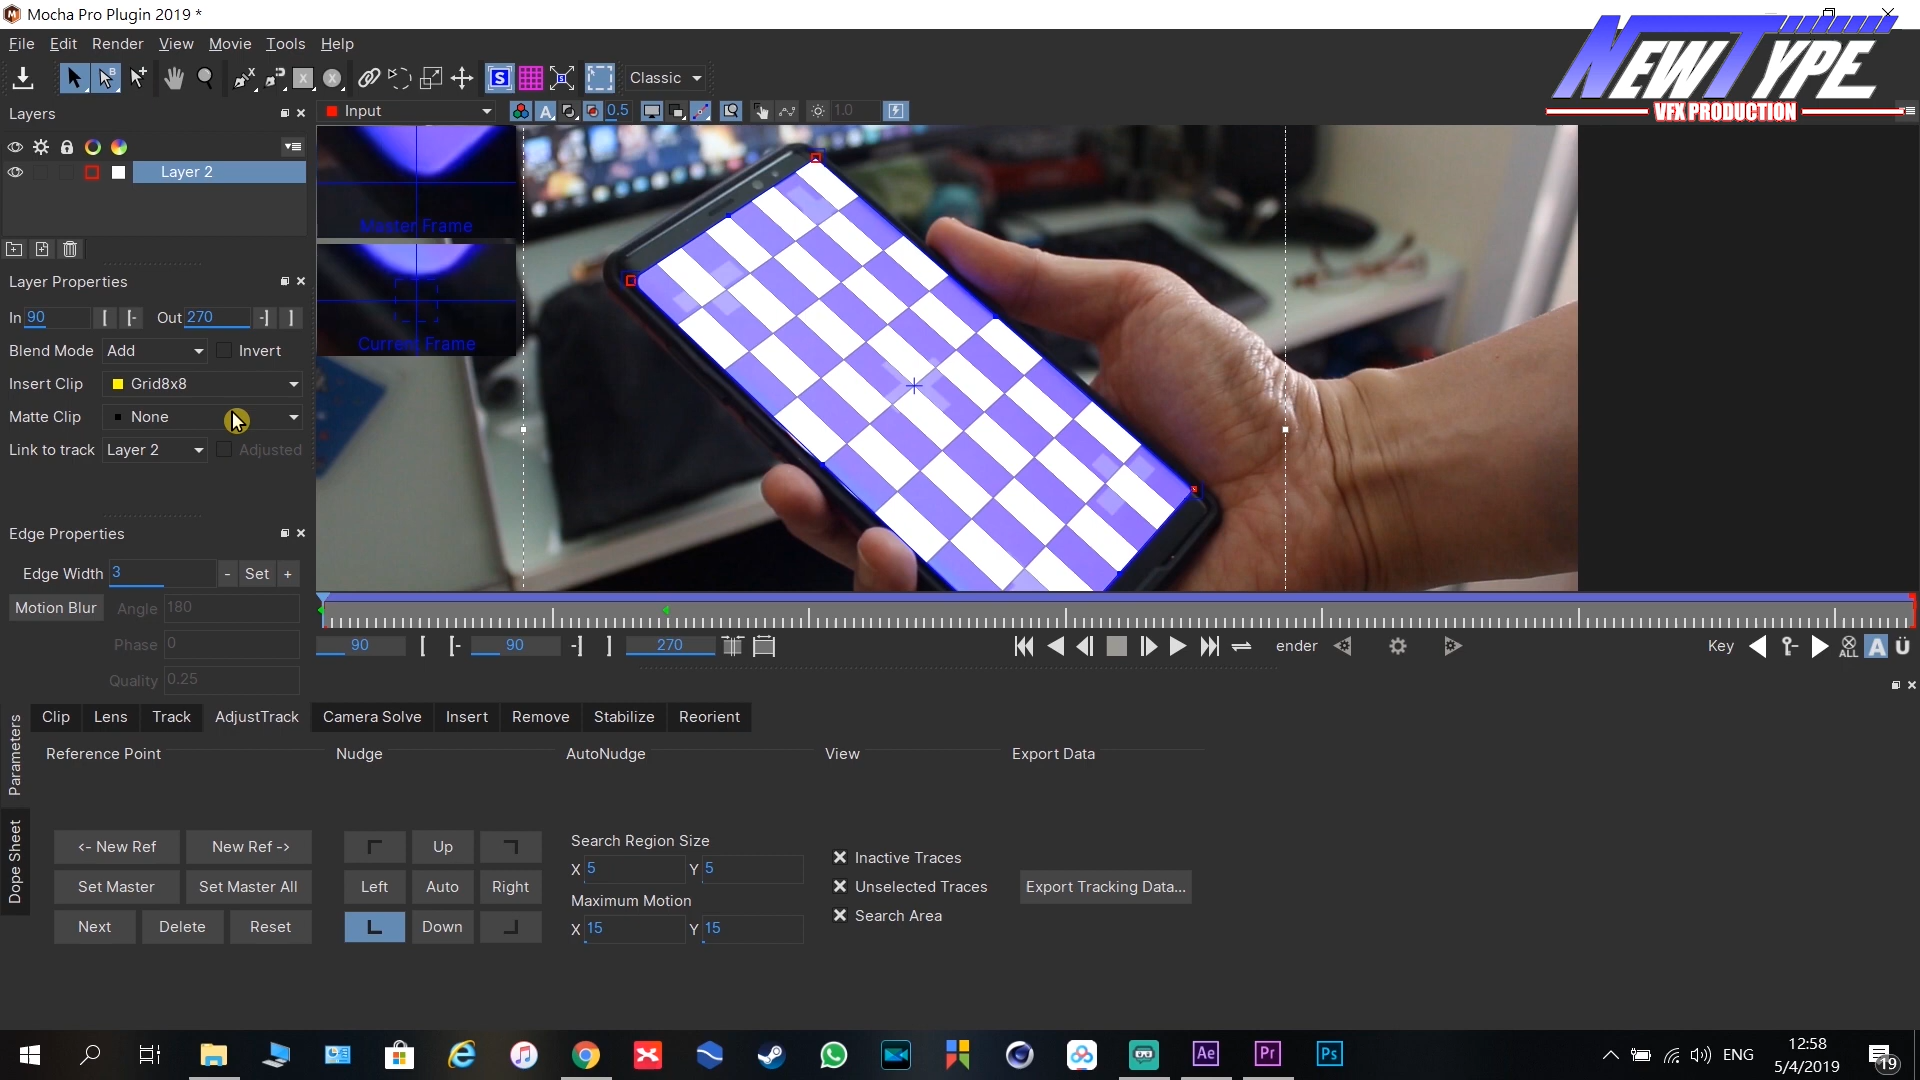 Mocha Pro Plugin 2019 *
File Edit Render View Movie Tools Help
Classic
NEWTYPE
VFX PRODUCTION
Layers
Input
0.5
1.0
Layer 2
Master Frame
Current Frame
Layer Properties
In 90 Out 270
Blend Mode Add Invert
Insert Clip Grid8x8
Matte Clip None
Link to track Layer 2 Adjusted
Edge Properties
Edge Width 3 - Set +
Motion Blur Angle 180
Phase 0
Quality 0.25
90 90 270
ender
Key
ALL
Parameters
Dope Sheet
Clip Lens Track AdjustTrack Camera Solve Insert Remove Stabilize Reorient
Reference Point Nudge AutoNudge View Export Data
<- New Ref New Ref ->
Set Master Set Master All
Next Delete Reset
Up
Left Auto Right
Down
Search Region Size
X 5 Y 5
Maximum Motion
X 15 Y 15
Inactive Traces
Unselected Traces
Search Area
Export Tracking Data...
Ae Pr Ps
ENG
12:58
5/4/2019
19